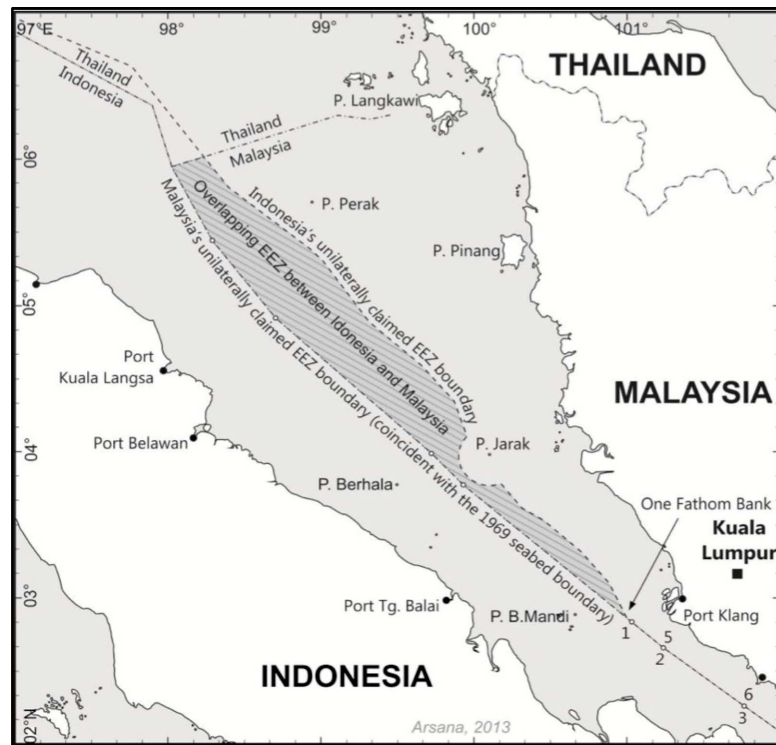 97°E
98°
99°
100°
101°
THAILAND
Thailand
Indonesia
P. Langkawi
Thailand
Malaysia
06°
Overlapping EEZ between Idonesia and Malaysia
Indonesia's unilaterally claimed EEZ boundary
Malaysia's unilaterally claimed EEZ boundary (coincident with the 1969 seabed boundary)
P. Perak
P. Pinang
05°
Port
Kuala Langsa
MALAYSIA
Port Belawan
04°
P. Jarak
P. Berhala
One Fathom Bank
Kuala
Lumpur
03°
Port Tg. Balai
P. B.Mandi
Port Klang
1
5
2
INDONESIA
6
3
02°N
Arsana, 2013